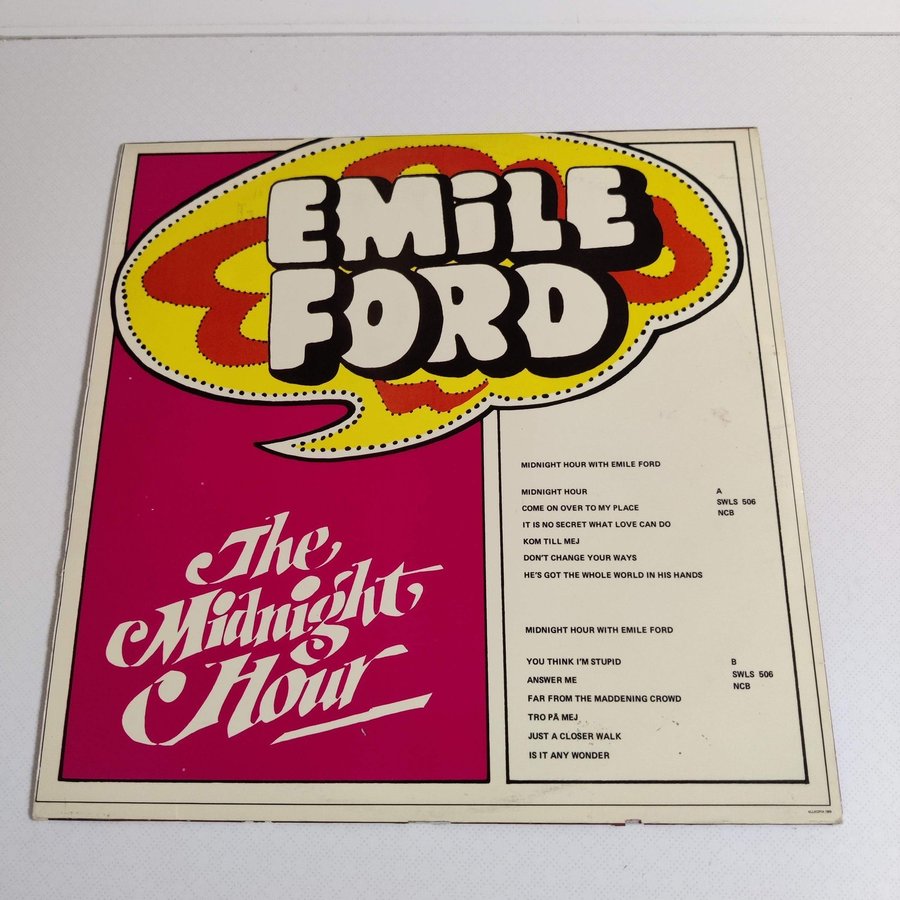 EMiLE
FORD
The
Midnight
Hour
MIDNIGHT HOUR WITH EMILE FORD
MIDNIGHT HOUR A
COME ON OVER TO MY PLACE SWLS 506
IT IS NO SECRET WHAT LOVE CAN DO NCB
KOM TILL MEJ
DON'T CHANGE YOUR WAYS
HE'S GOT THE WHOLE WORLD IN HIS HANDS
MIDNIGHT HOUR WITH EMILE FORD
YOU THINK I'M STUPID B
ANSWER ME SWLS 506
FAR FROM THE MADDENING CROWD NCB
TRO PÅ MEJ
JUST A CLOSER WALK
IS IT ANY WONDER